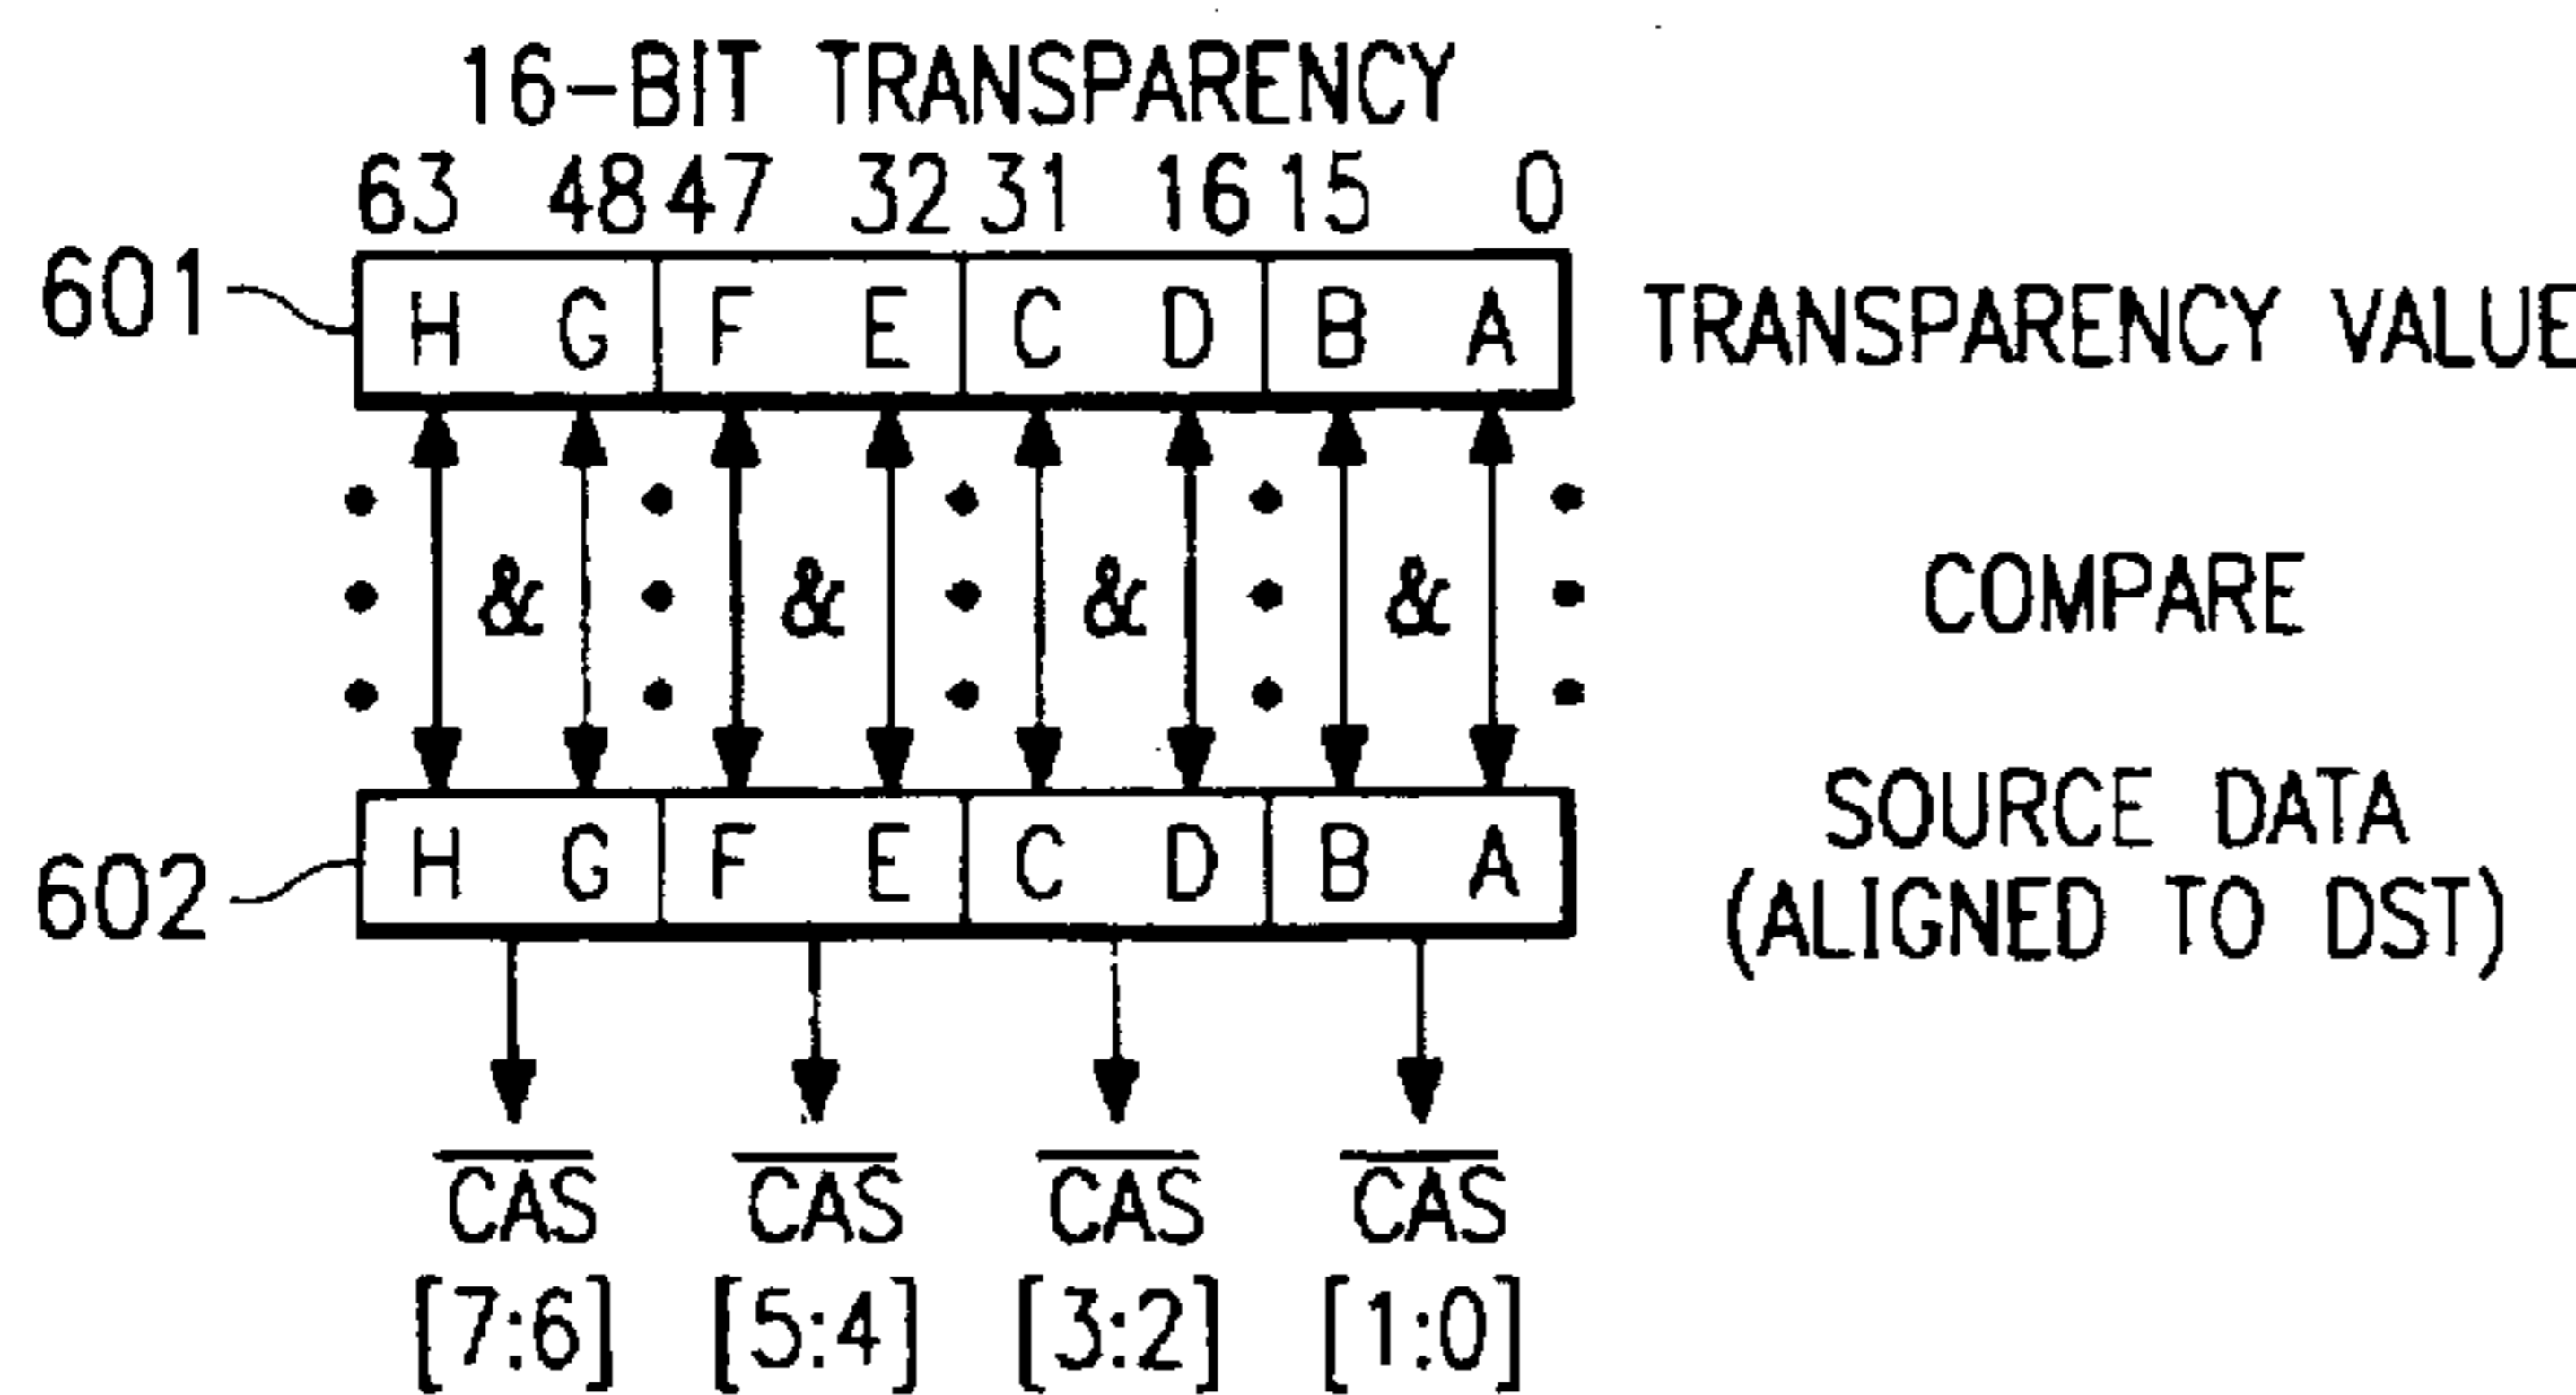 16-BIT TRANSPARENCY
63 48 47 32 31 16 15 0
601 H G F E C D B A TRANSPARENCY VALUE
& & & & COMPARE
SOURCE DATA
602 H G F E C D B A (ALIGNED TO DST)
CAS CAS CAS CAS
[7:6] [5:4] [3:2] [1:0]